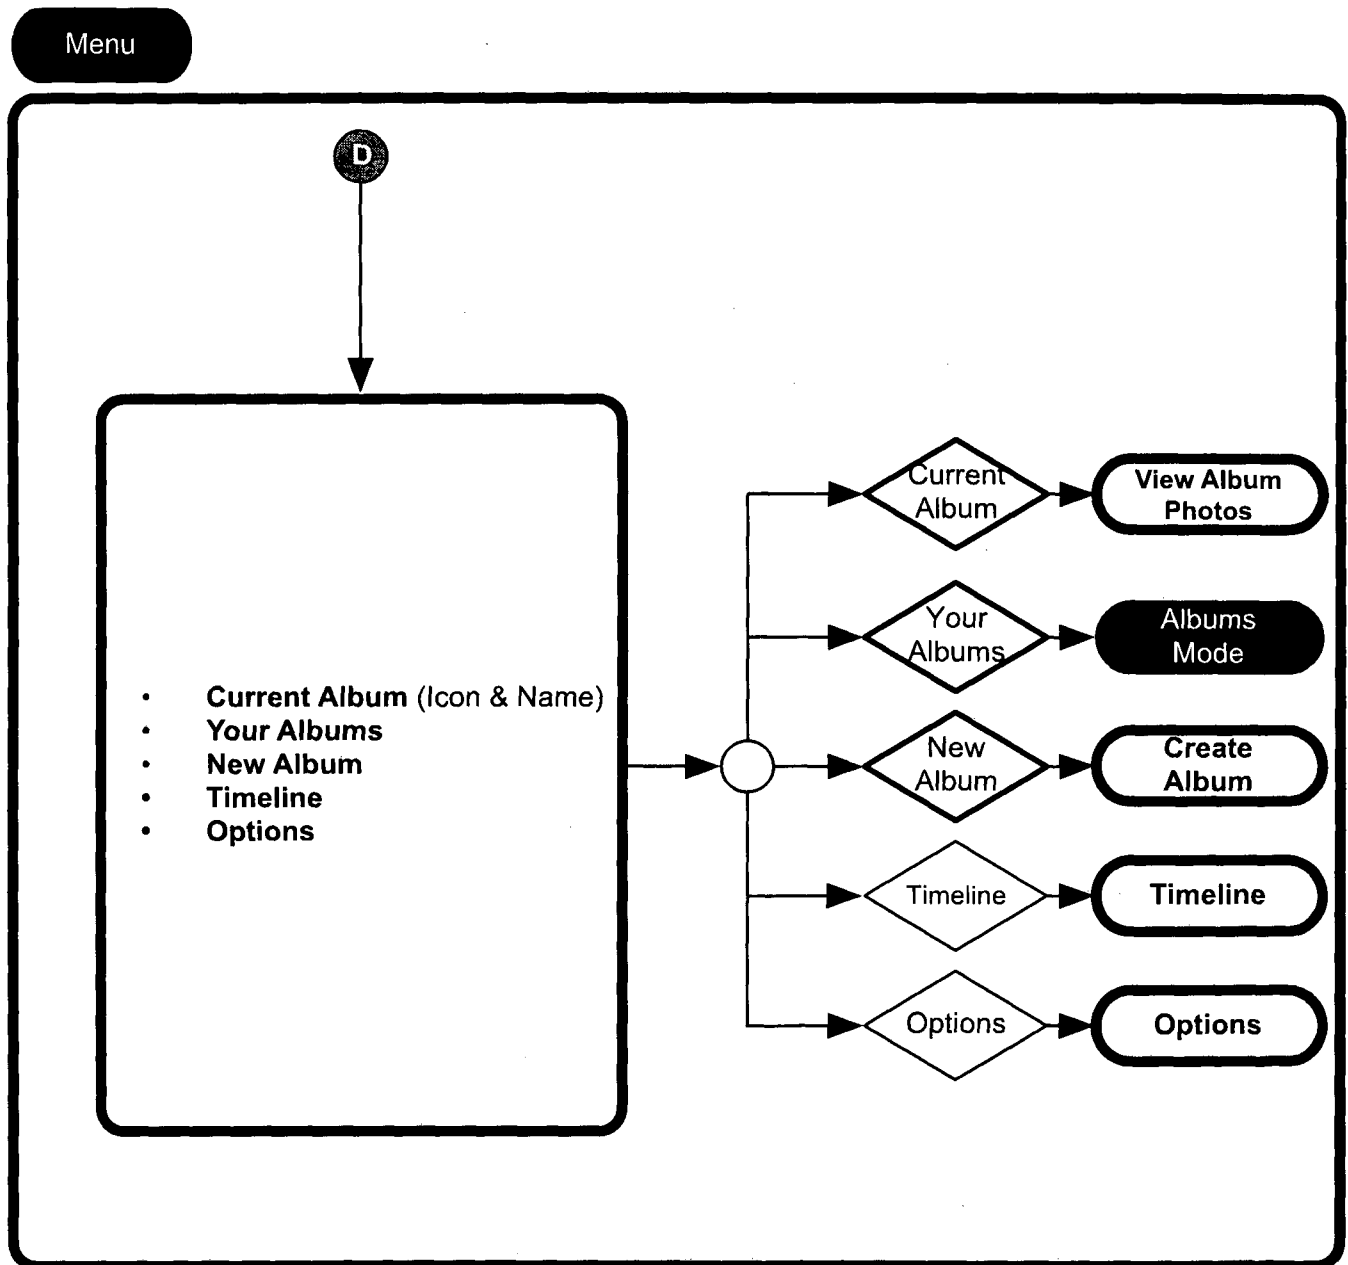 Menu
D
• Current Album (Icon & Name)
• Your Albums
• New Album
• Timeline
• Options
Current
Album
View Album
Photos
Your
Albums
Albums
Mode
New
Album
Create
Album
Timeline
Timeline
Options
Options